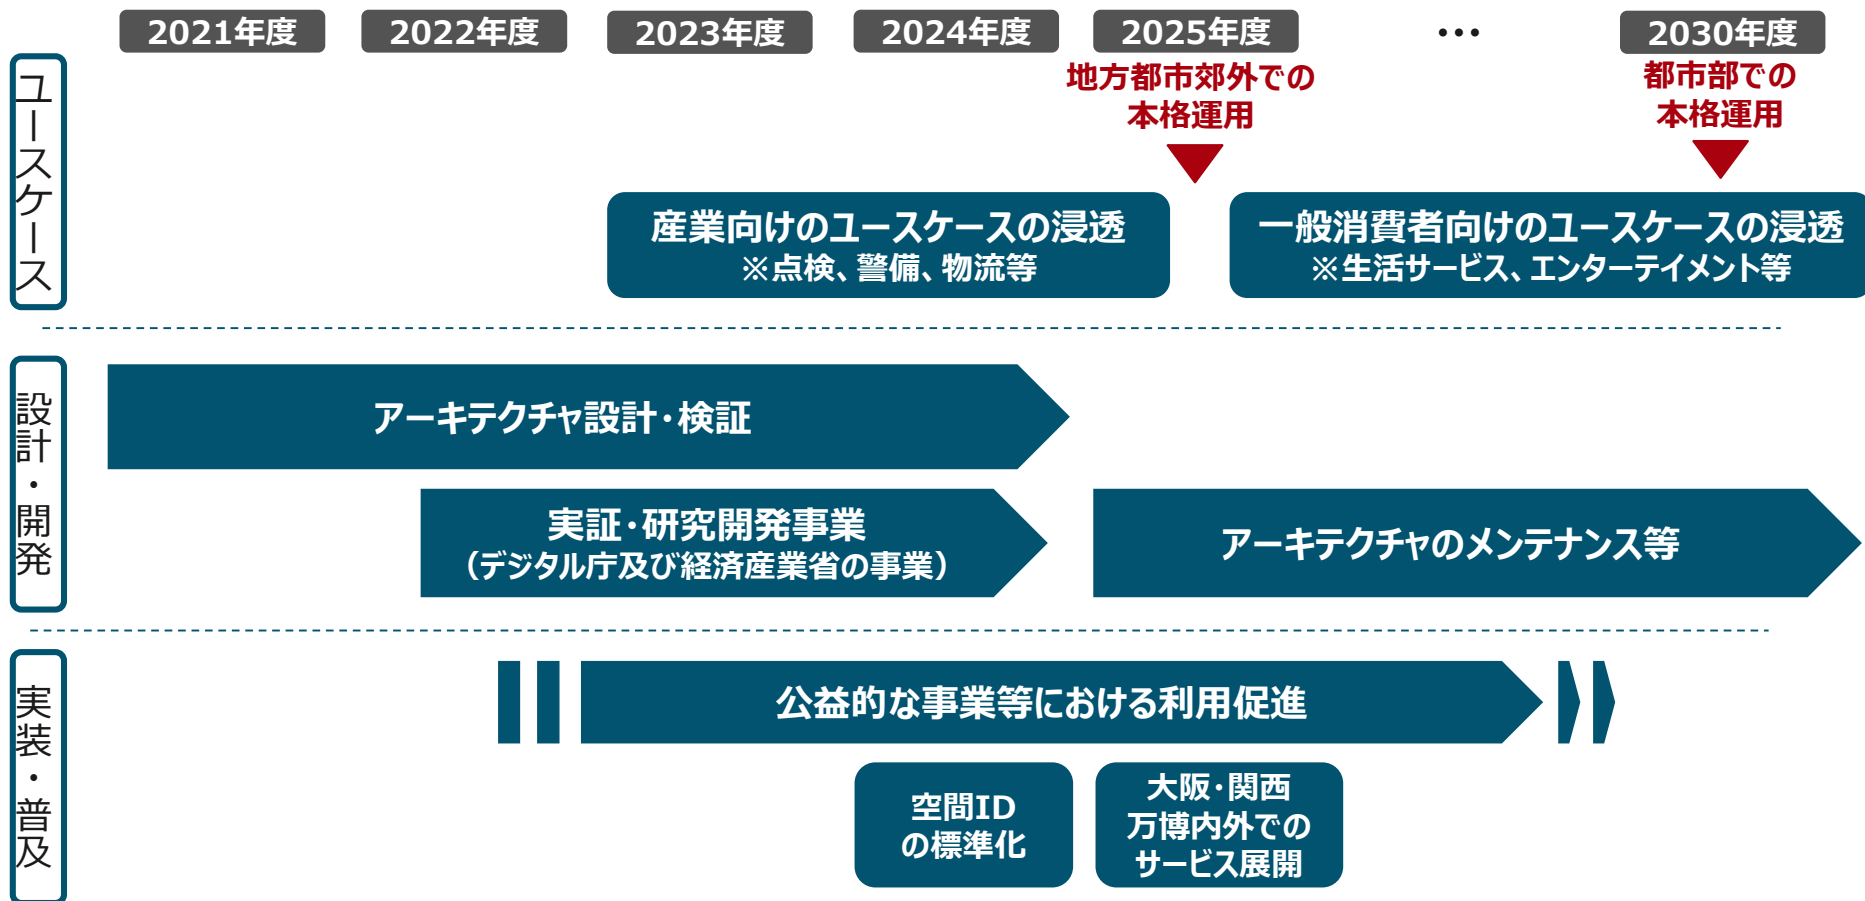 2021年度
2022年度
2023年度
2024年度
2025年度
…
2030年度
ユースケース
地方都市郊外での
本格運用
都市部での
本格運用
産業向けのユースケースの浸透
※点検、警備、物流等
一般消費者向けのユースケースの浸透
※生活サービス、エンターテイメント等
設計・開発
アーキテクチャ設計・検証
実証・研究開発事業
（デジタル庁及び経済産業省の事業）
アーキテクチャのメンテナンス等
実装・普及
公益的な事業等における利用促進
空間ID
の標準化
大阪・関西
万博内外での
サービス展開